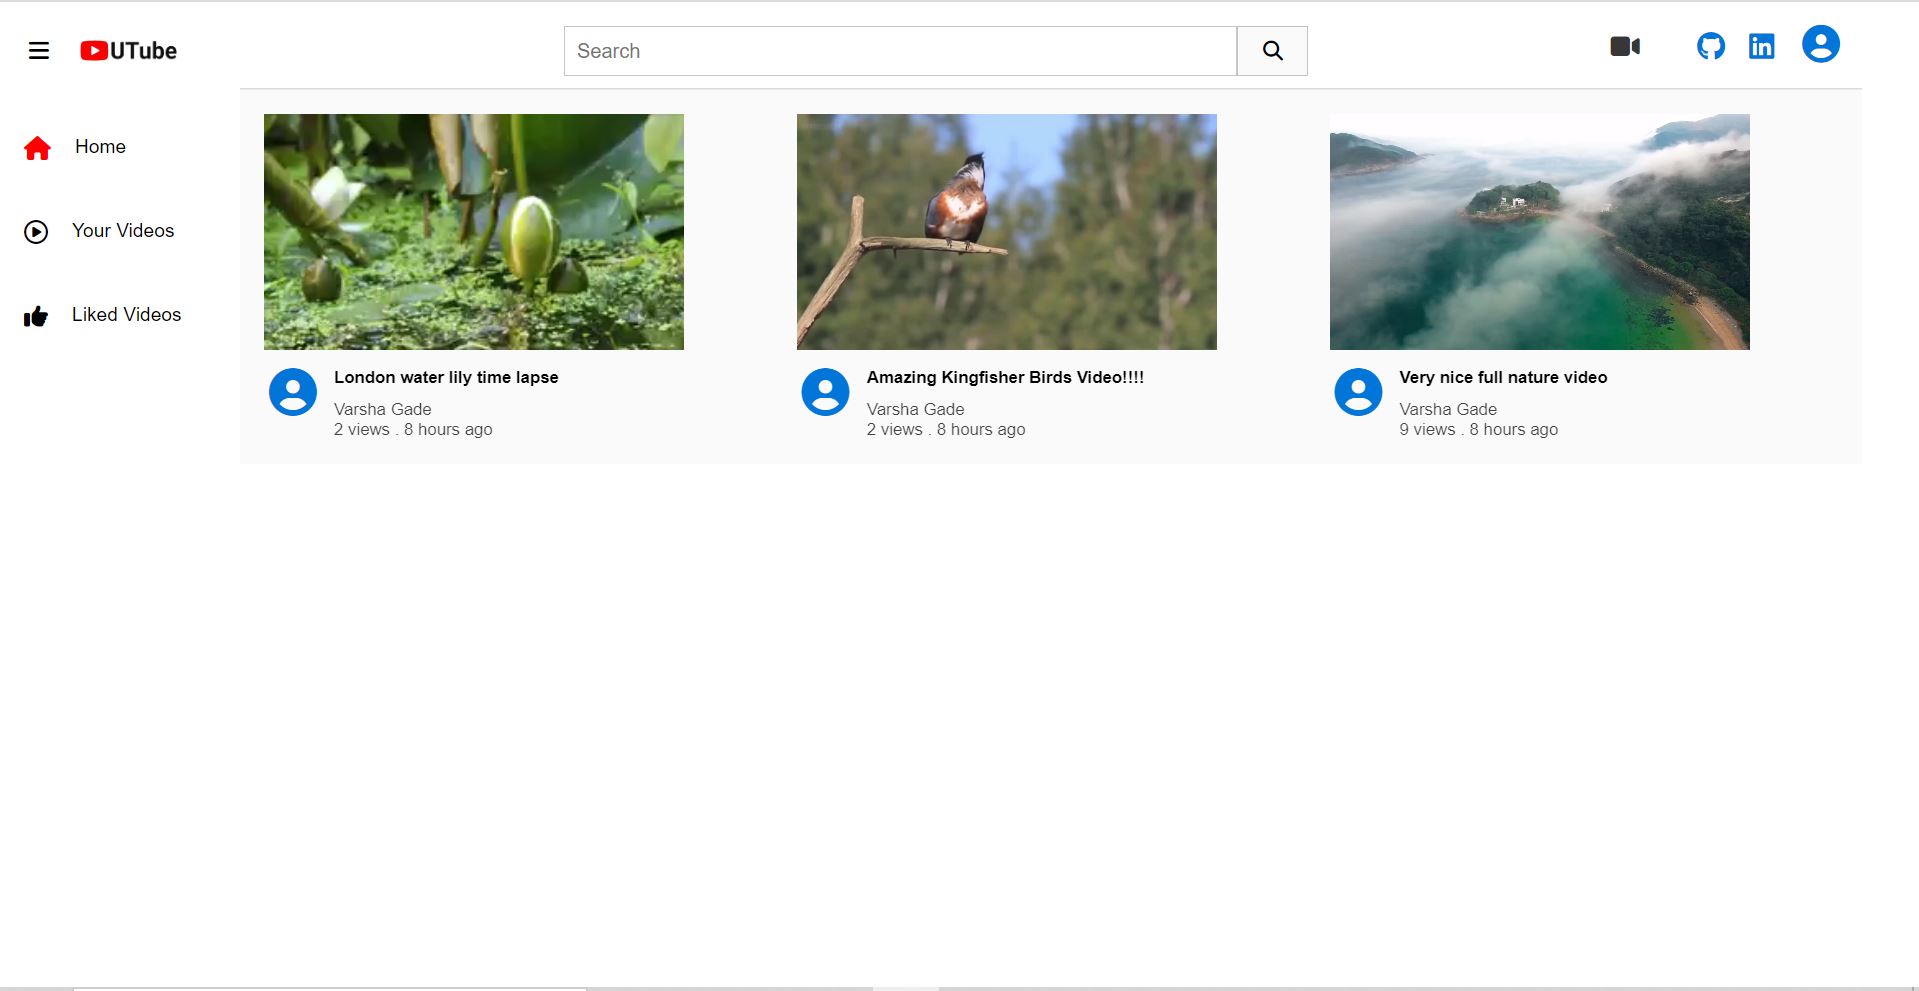 UTube
Search
in
Home
Your Videos
Liked Videos
London water lily time lapse
Varsha Gade
2 views . 8 hours ago
Amazing Kingfisher Birds Video!!!!
Varsha Gade
2 views . 8 hours ago
Very nice full nature video
Varsha Gade
9 views . 8 hours ago